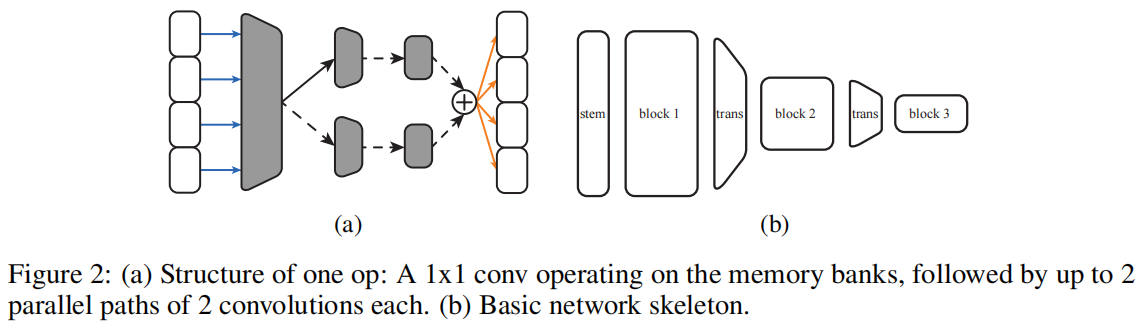 stem
block 1
trans
block 2
trans
block 3
(a)
(b)
Figure 2: (a) Structure of one op: A 1x1 conv operating on the memory banks, followed by up to 2
parallel paths of 2 convolutions each. (b) Basic network skeleton.